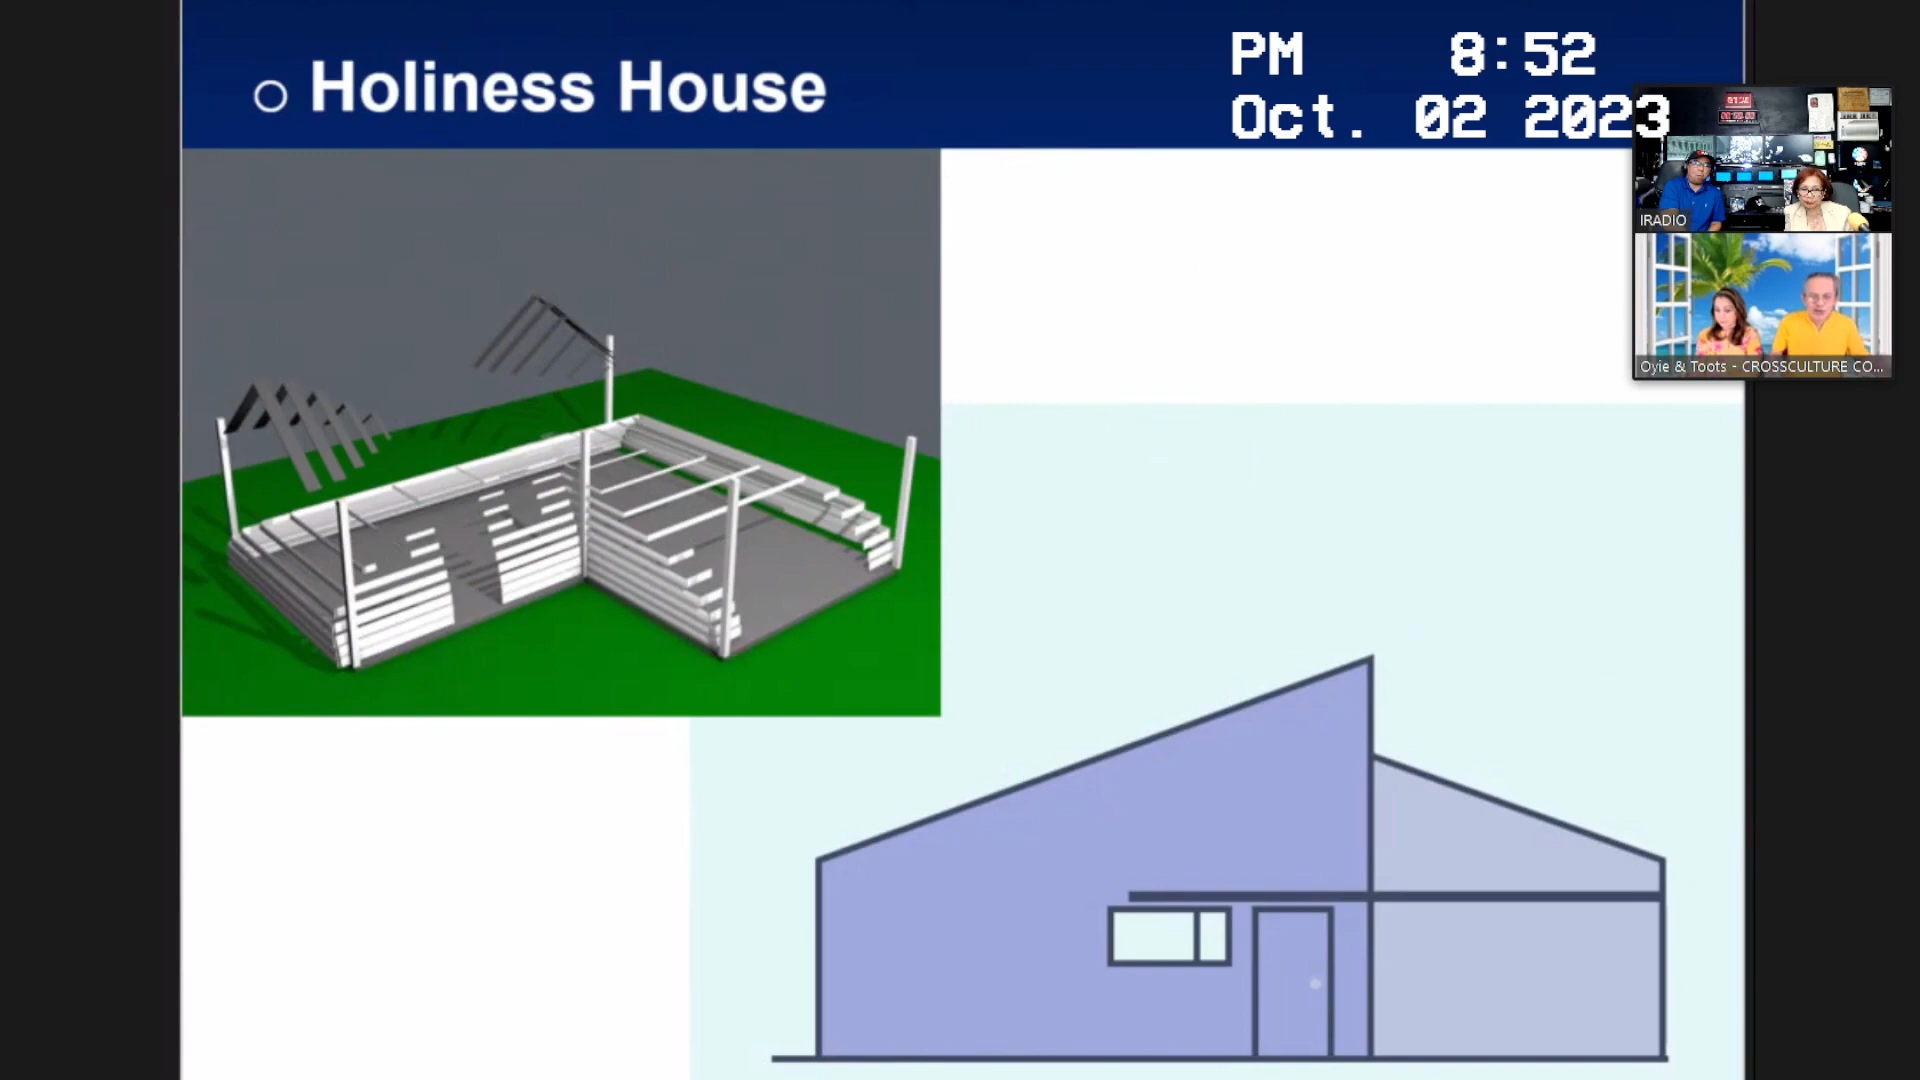 o Holiness House
PM 8:52
Oct. 02 2023
IRADIO
Oyie & Toots - CROSSCULTURE CO...